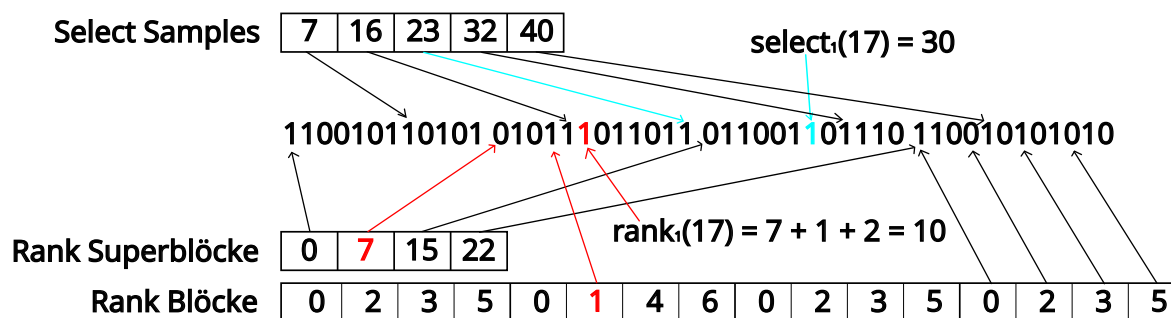 Select Samples 7 16 23 32 40
select₁(17) = 30
110010110101 010111011011 011001101110 110010101010
rank₁(17) = 7 + 1 + 2 = 10
Rank Superblöcke 0 7 15 22
Rank Blöcke 0 2 3 5 0 1 4 6 0 2 3 5 0 2 3 5